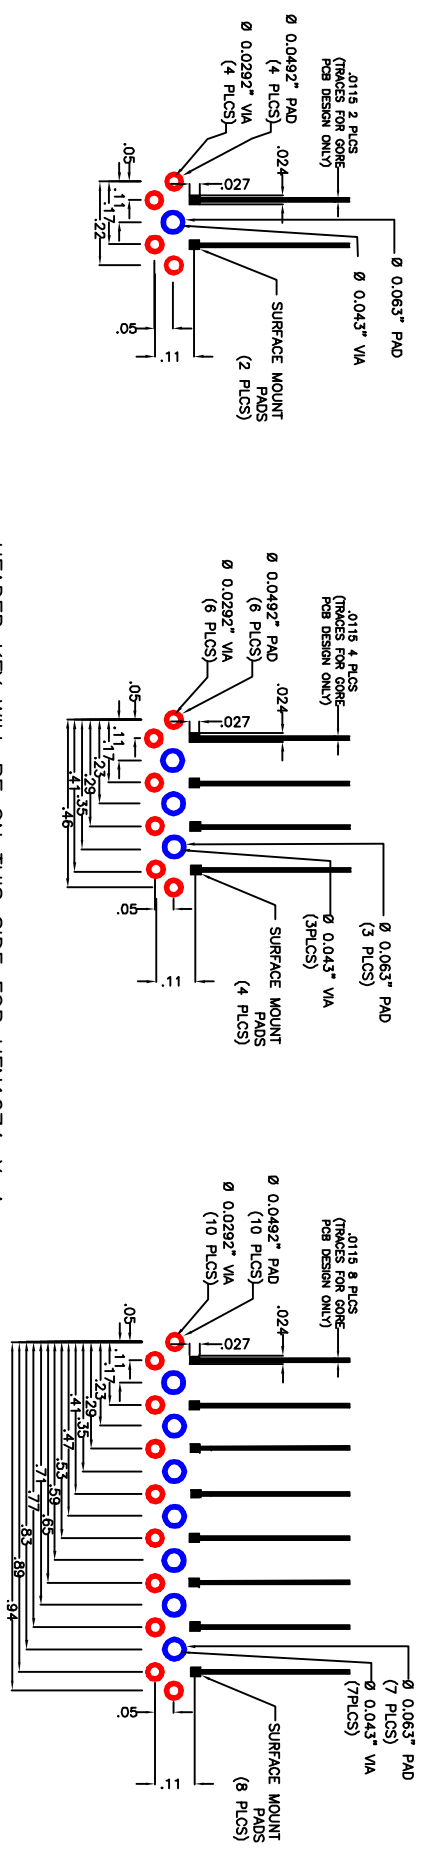 .0115 2 PLCS
(TRACES FOR GORE
PCB DESIGN ONLY)
Ø 0.0492" PAD
(4 PLCS)
Ø 0.0292" VIA
(4 PLCS)
.024
.027
.05
.11
.17
.22
Ø 0.063" PAD
Ø 0.043" VIA
SURFACE MOUNT
PADS
(2 PLCS)
.05
.11
.0115 4 PLCS
(TRACES FOR GORE
PCB DESIGN ONLY)
Ø 0.0492" PAD
(6 PLCS)
Ø 0.0292" VIA
(6 PLCS)
.024
.027
.05
.11
.17
.23
.29
.35
.41
.46
Ø 0.063" PAD
(3 PLCS)
Ø 0.043" VIA
(3PLCS)
SURFACE MOUNT
PADS
(4 PLCS)
.05
.11
.0115 8 PLCS
(TRACES FOR GORE
PCB DESIGN ONLY)
Ø 0.0492" PAD
(10 PLCS)
Ø 0.0292" VIA
(10 PLCS)
.024
.027
.05
.11
.17
.23
.29
.35
.41
.47
.53
.59
.65
.71
.77
.83
.89
.94
Ø 0.063" PAD
(7 PLCS)
Ø 0.043" VIA
(7PLCS)
SURFACE MOUNT
PADS
(8 PLCS)
.05
.11